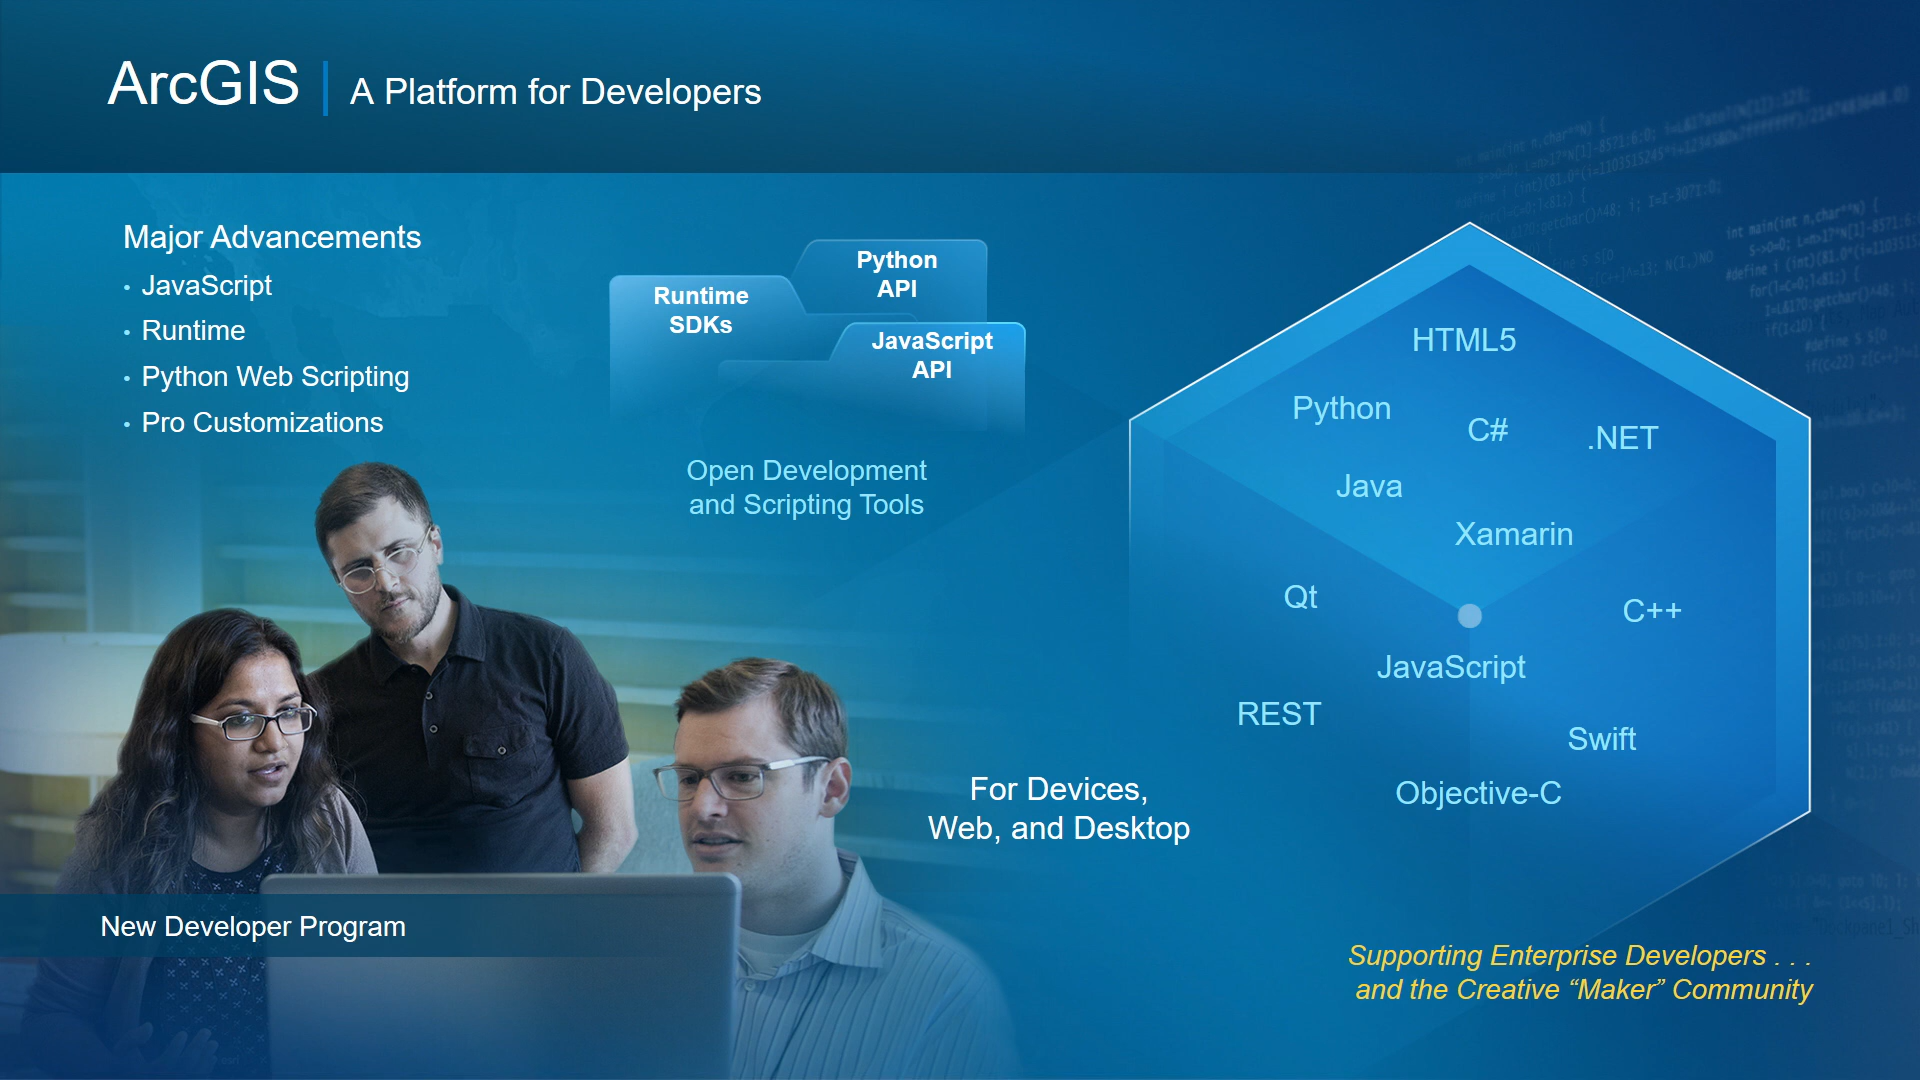 ArcGIS | A Platform for Developers
Major Advancements
• JavaScript
• Runtime
• Python Web Scripting
• Pro Customizations
Python
API
Runtime
SDKs
JavaScript
API
Open Development
and Scripting Tools
HTML5
Python
C#
.NET
Java
Xamarin
Qt
C++
JavaScript
REST
Swift
Objective-C
For Devices,
Web, and Desktop
New Developer Program
Supporting Enterprise Developers . . .
and the Creative “Maker” Community